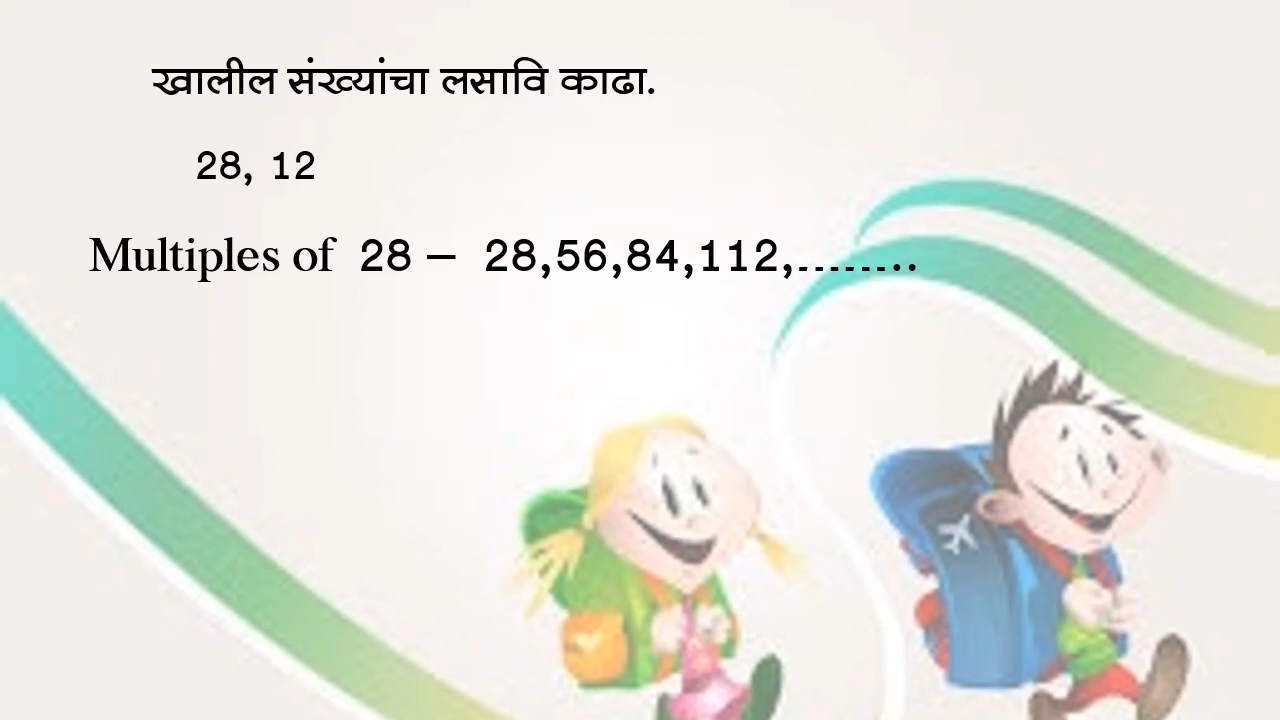 खालील संख्यांचा लसावि काढा.
28, 12
Multiples of 28 – 28,56,84,112,........